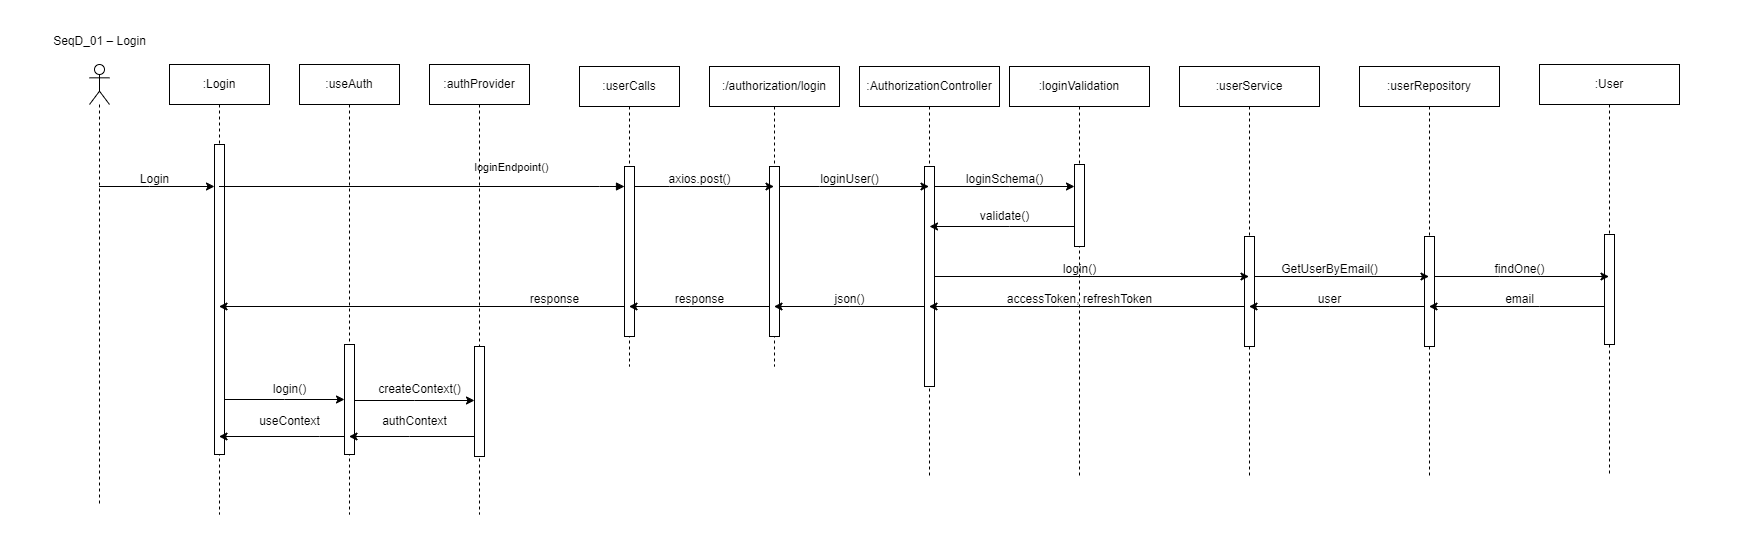 SeqD_01 – Login
:Login
:useAuth
:authProvider
:userCalls
:/authorization/login
:AuthorizationController
:loginValidation
:userService
:userRepository
:User
loginEndpoint()
Login
axios.post()
loginUser()
loginSchema()
validate()
login()
GetUserByEmail()
findOne()
response
response
json()
accessToken, refreshToken
user
email
login()
createContext()
useContext
authContext